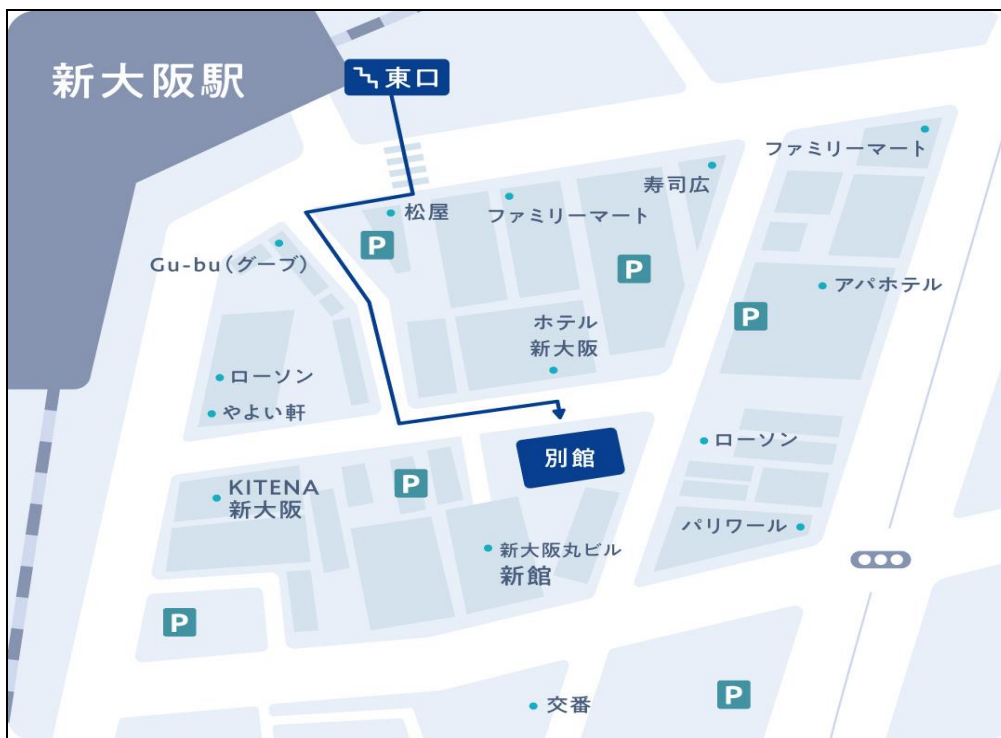 新大阪駅
東口
ファミリーマート
寿司広
松屋
ファミリーマート
P
Gu-bu(グーブ)
P
アパホテル
P
ホテル
新大阪
ローソン
やよい軒
ローソン
別館
KITENA
新大阪
P
パリワール
新大阪丸ビル
新館
P
P
交番